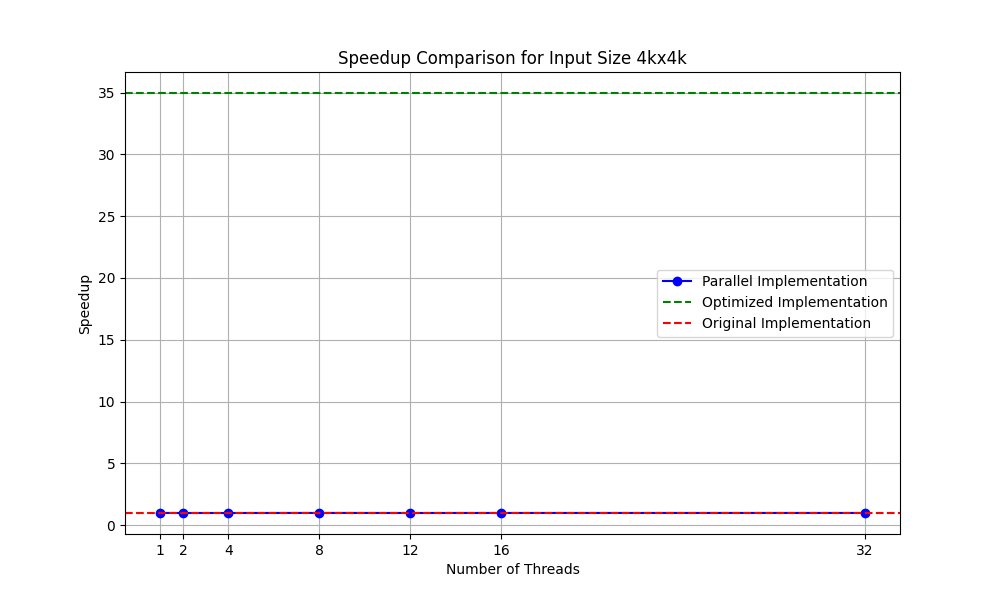 Speedup Comparison for Input Size 4kx4k
35
30
25
20
15
10
5
0
Speedup
Parallel Implementation
Optimized Implementation
Original Implementation
1 2 4 8 12 16 32
Number of Threads